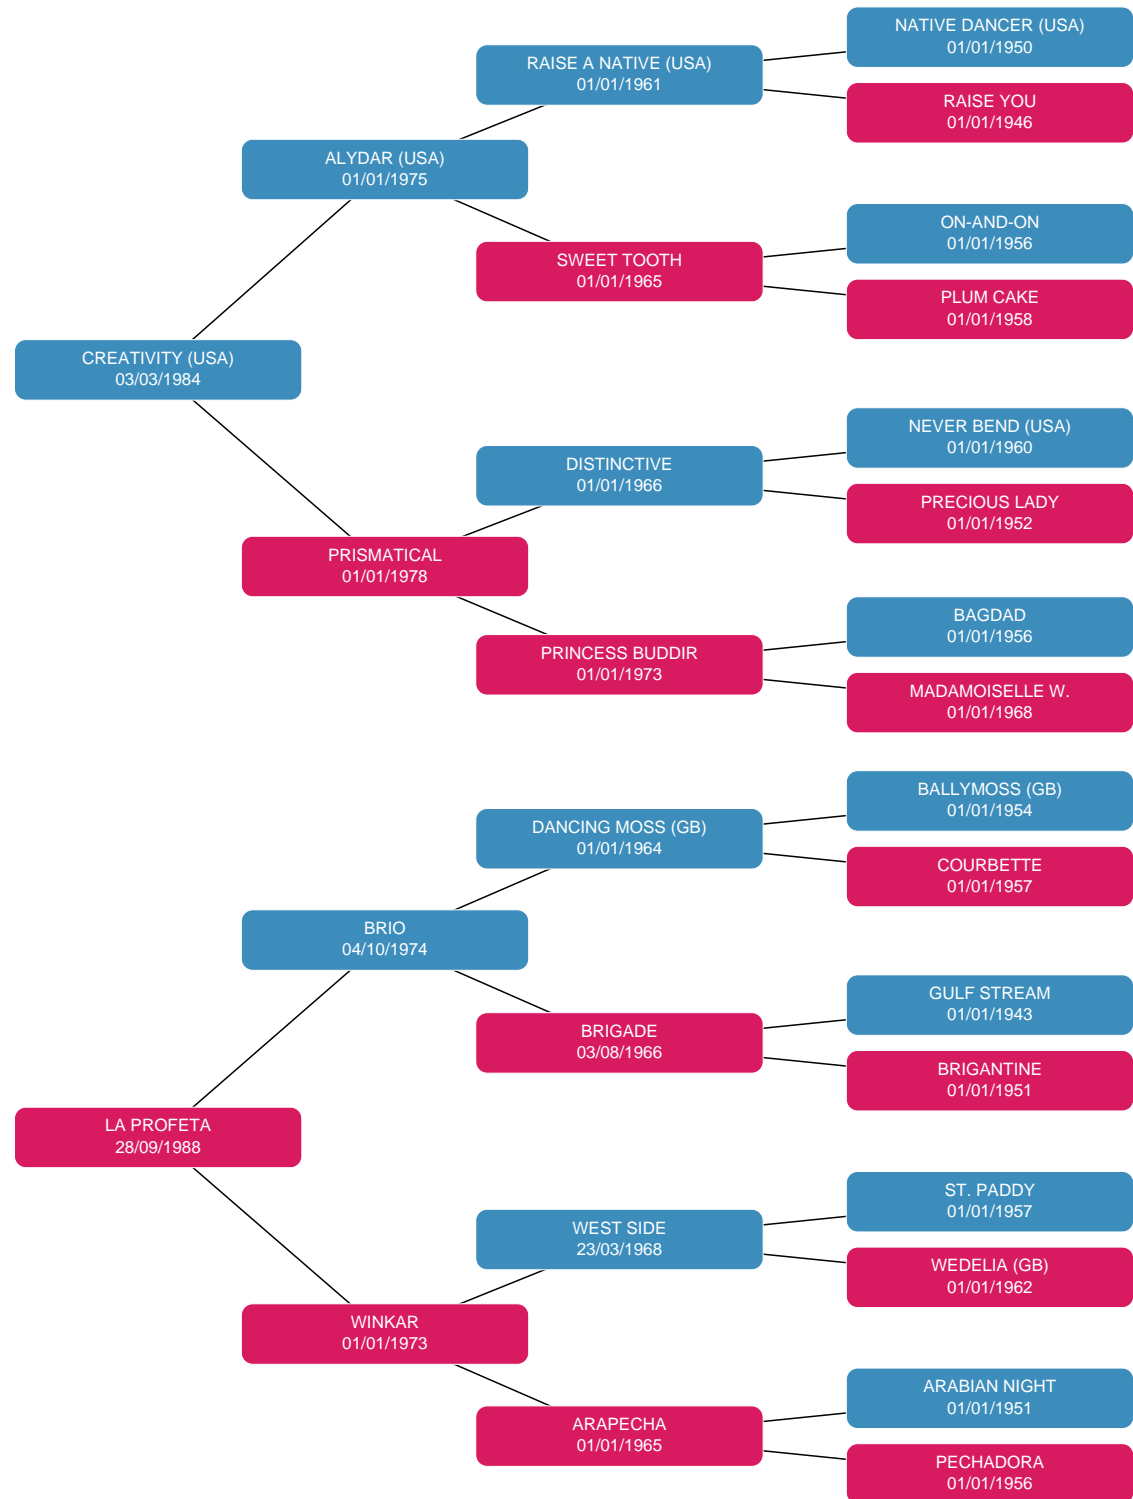 NATIVE DANCER (USA)
01/01/1950
RAISE A NATIVE (USA)
01/01/1961
RAISE YOU
01/01/1946
ALYDAR (USA)
01/01/1975
ON-AND-ON
01/01/1956
SWEET TOOTH
01/01/1965
PLUM CAKE
01/01/1958
CREATIVITY (USA)
03/03/1984
NEVER BEND (USA)
01/01/1960
DISTINCTIVE
01/01/1966
PRECIOUS LADY
01/01/1952
PRISMATICAL
01/01/1978
BAGDAD
01/01/1956
PRINCESS BUDDIR
01/01/1973
MADAMOISELLE W.
01/01/1968
BALLYMOSS (GB)
01/01/1954
DANCING MOSS (GB)
01/01/1964
COURBETTE
01/01/1957
BRIO
04/10/1974
GULF STREAM
01/01/1943
BRIGADE
03/08/1966
BRIGANTINE
01/01/1951
LA PROFETA
28/09/1988
ST. PADDY
01/01/1957
WEST SIDE
23/03/1968
WEDELIA (GB)
01/01/1962
WINKAR
01/01/1973
ARABIAN NIGHT
01/01/1951
ARAPECHA
01/01/1965
PECHADORA
01/01/1956